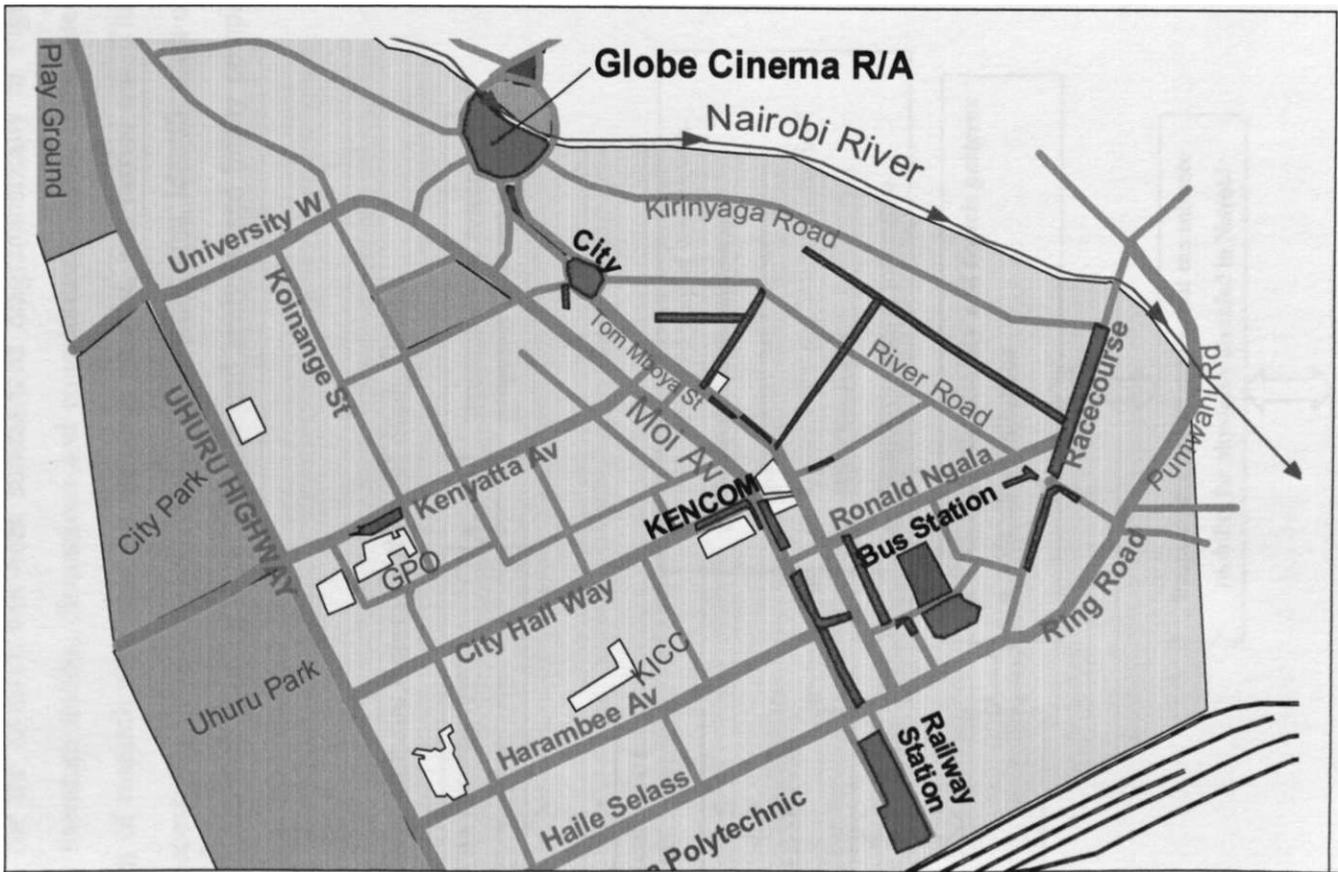 Globe Cinema R/A
Play Ground
Nairobi River
University W
Kirinyaga Road
City
Koinange St
Tom Mboya St
River Road
Racecourse
UHURU HIGHWAY
Moi Av
Pumwani Rd
City Park
Kenyatta Av
KENCOM
Ronald Ngala
Bus Station
GPO
City Hall Way
Ring Road
KICC
Uhuru Park
Harambee Av
Railway
Station
Haile Selass
a Polytechnic